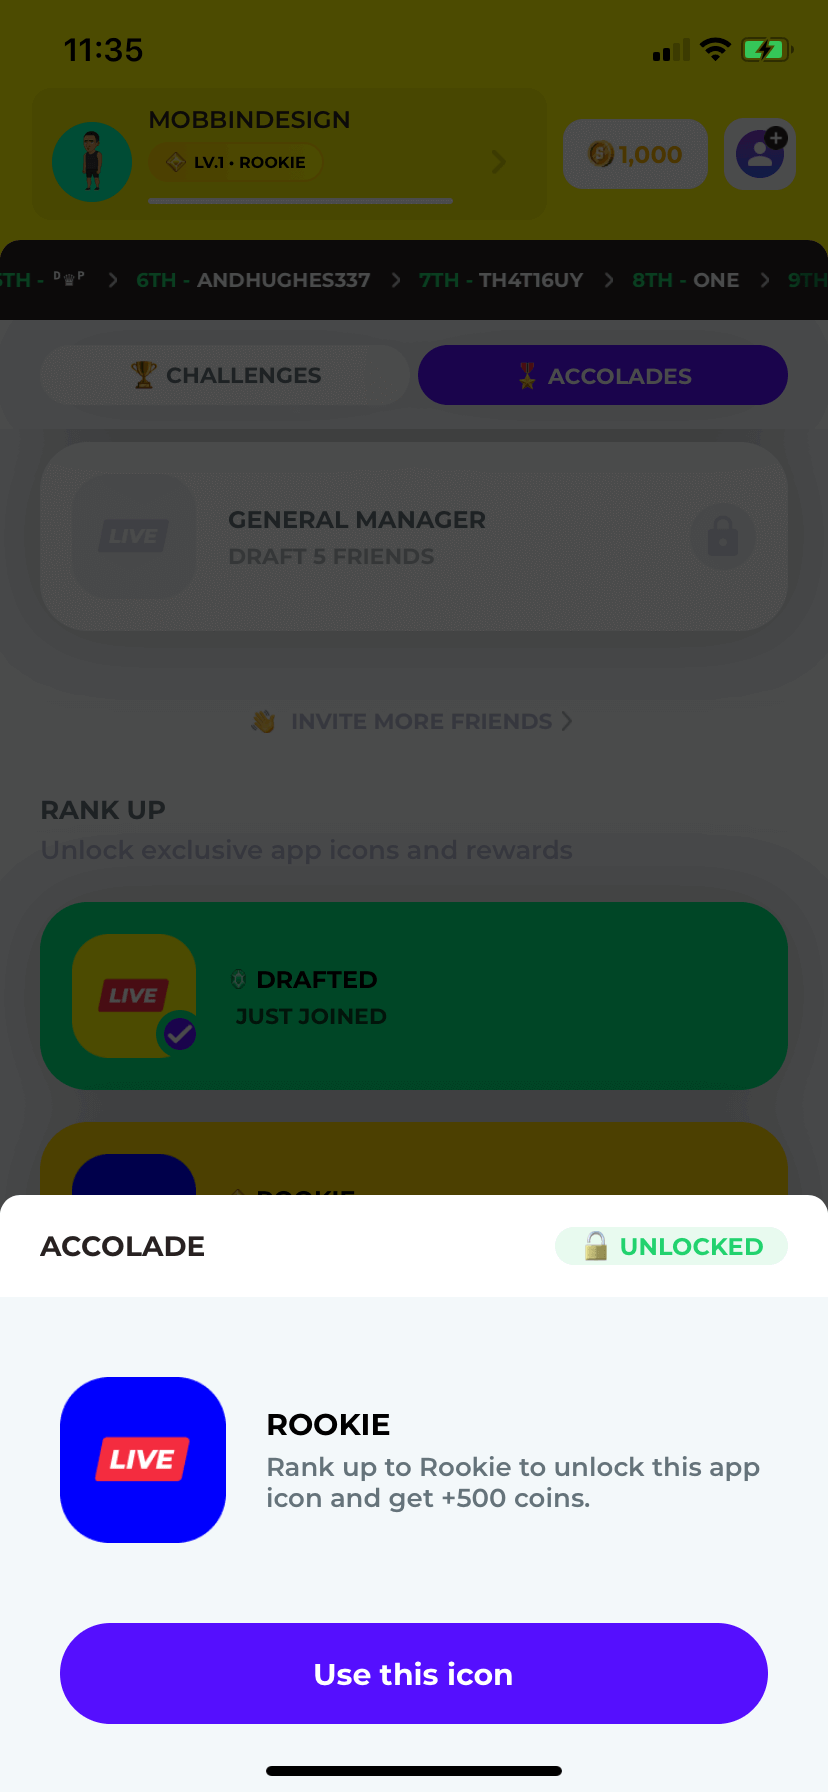 11:35
MOBBINDESIGN
LV.1 • ROOKIE
1,000
TH - ᴰ♛ᴾ > 6TH - ANDHUGHES337 > 7TH - TH4T16UY > 8TH - ONE > 9TH
🏆 CHALLENGES
🎖 ACCOLADES
LIVE
GENERAL MANAGER
DRAFT 5 FRIENDS
👋 INVITE MORE FRIENDS >
RANK UP
Unlock exclusive app icons and rewards
LIVE
DRAFTED
JUST JOINED
ROOKIE
ACCOLADE
🔓 UNLOCKED
LIVE
ROOKIE
Rank up to Rookie to unlock this app
icon and get +500 coins.
Use this icon